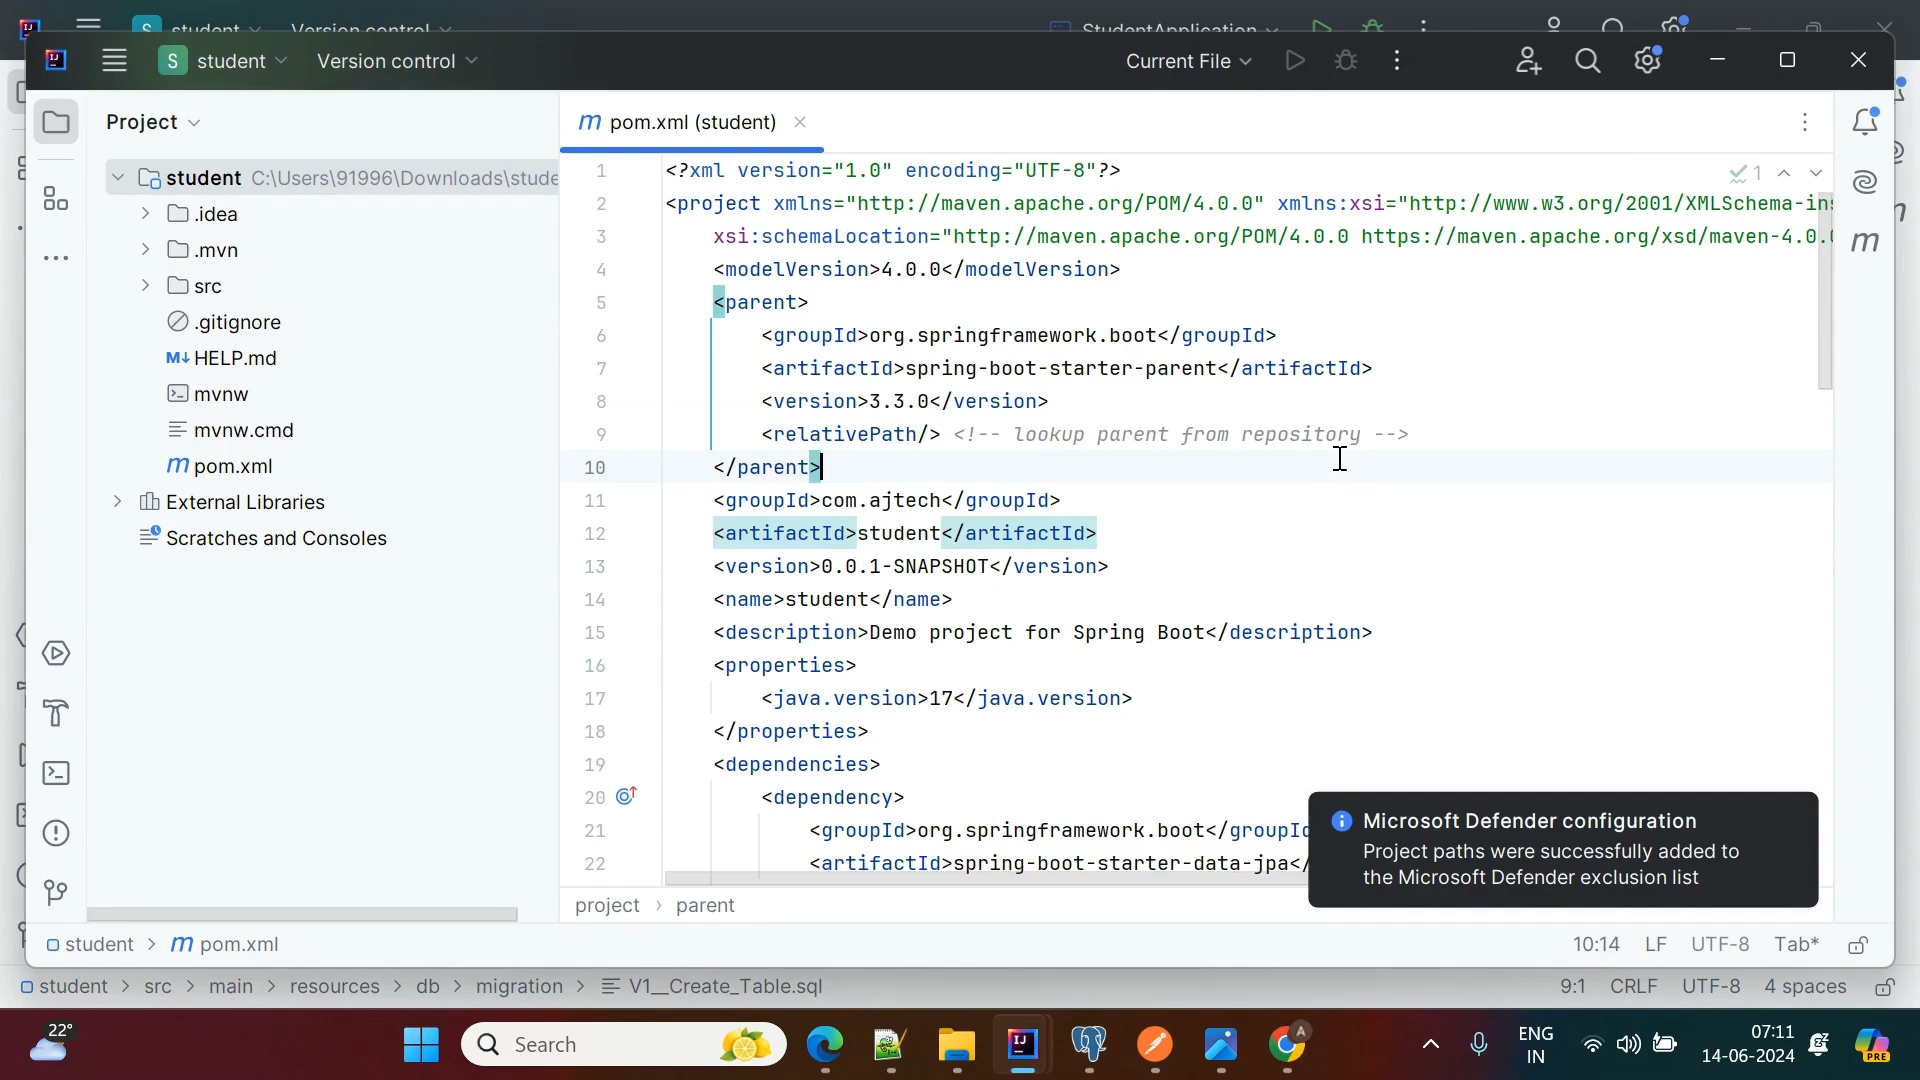 student
Version control
StudentApplication
student
Version control
Current File
Project
student C:\Users\91996\Downloads\stude
.idea
.mvn
src
.gitignore
HELP.md
mvnw
mvnw.cmd
pom.xml
External Libraries
Scratches and Consoles
m pom.xml (student)
1
1 <?xml version="1.0" encoding="UTF-8"?>
2 <project xmlns="http://maven.apache.org/POM/4.0.0" xmlns:xsi="http://www.w3.org/2001/XMLSchema-ins
3 xsi:schemaLocation="http://maven.apache.org/POM/4.0.0 https://maven.apache.org/xsd/maven-4.0.0
4 <modelVersion>4.0.0</modelVersion>
5 <parent>
6 <groupId>org.springframework.boot</groupId>
7 <artifactId>spring-boot-starter-parent</artifactId>
8 <version>3.3.0</version>
9 <relativePath/> <!-- lookup parent from repository -->
10 </parent>
11 <groupId>com.ajtech</groupId>
12 <artifactId>student</artifactId>
13 <version>0.0.1-SNAPSHOT</version>
14 <name>student</name>
15 <description>Demo project for Spring Boot</description>
16 <properties>
17 <java.version>17</java.version>
18 </properties>
19 <dependencies>
20 <dependency>
21 <groupId>org.springframework.boot</groupId
22 <artifactId>spring-boot-starter-data-jpa</
Microsoft Defender configuration
Project paths were successfully added to
the Microsoft Defender exclusion list
project > parent
student > m pom.xml
10:14 LF UTF-8 Tab*
student > src > main > resources > db > migration > V1__Create_Table.sql
9:1 CRLF UTF-8 4 spaces
22°
Search
ENG
IN
07:11
14-06-2024
PRE